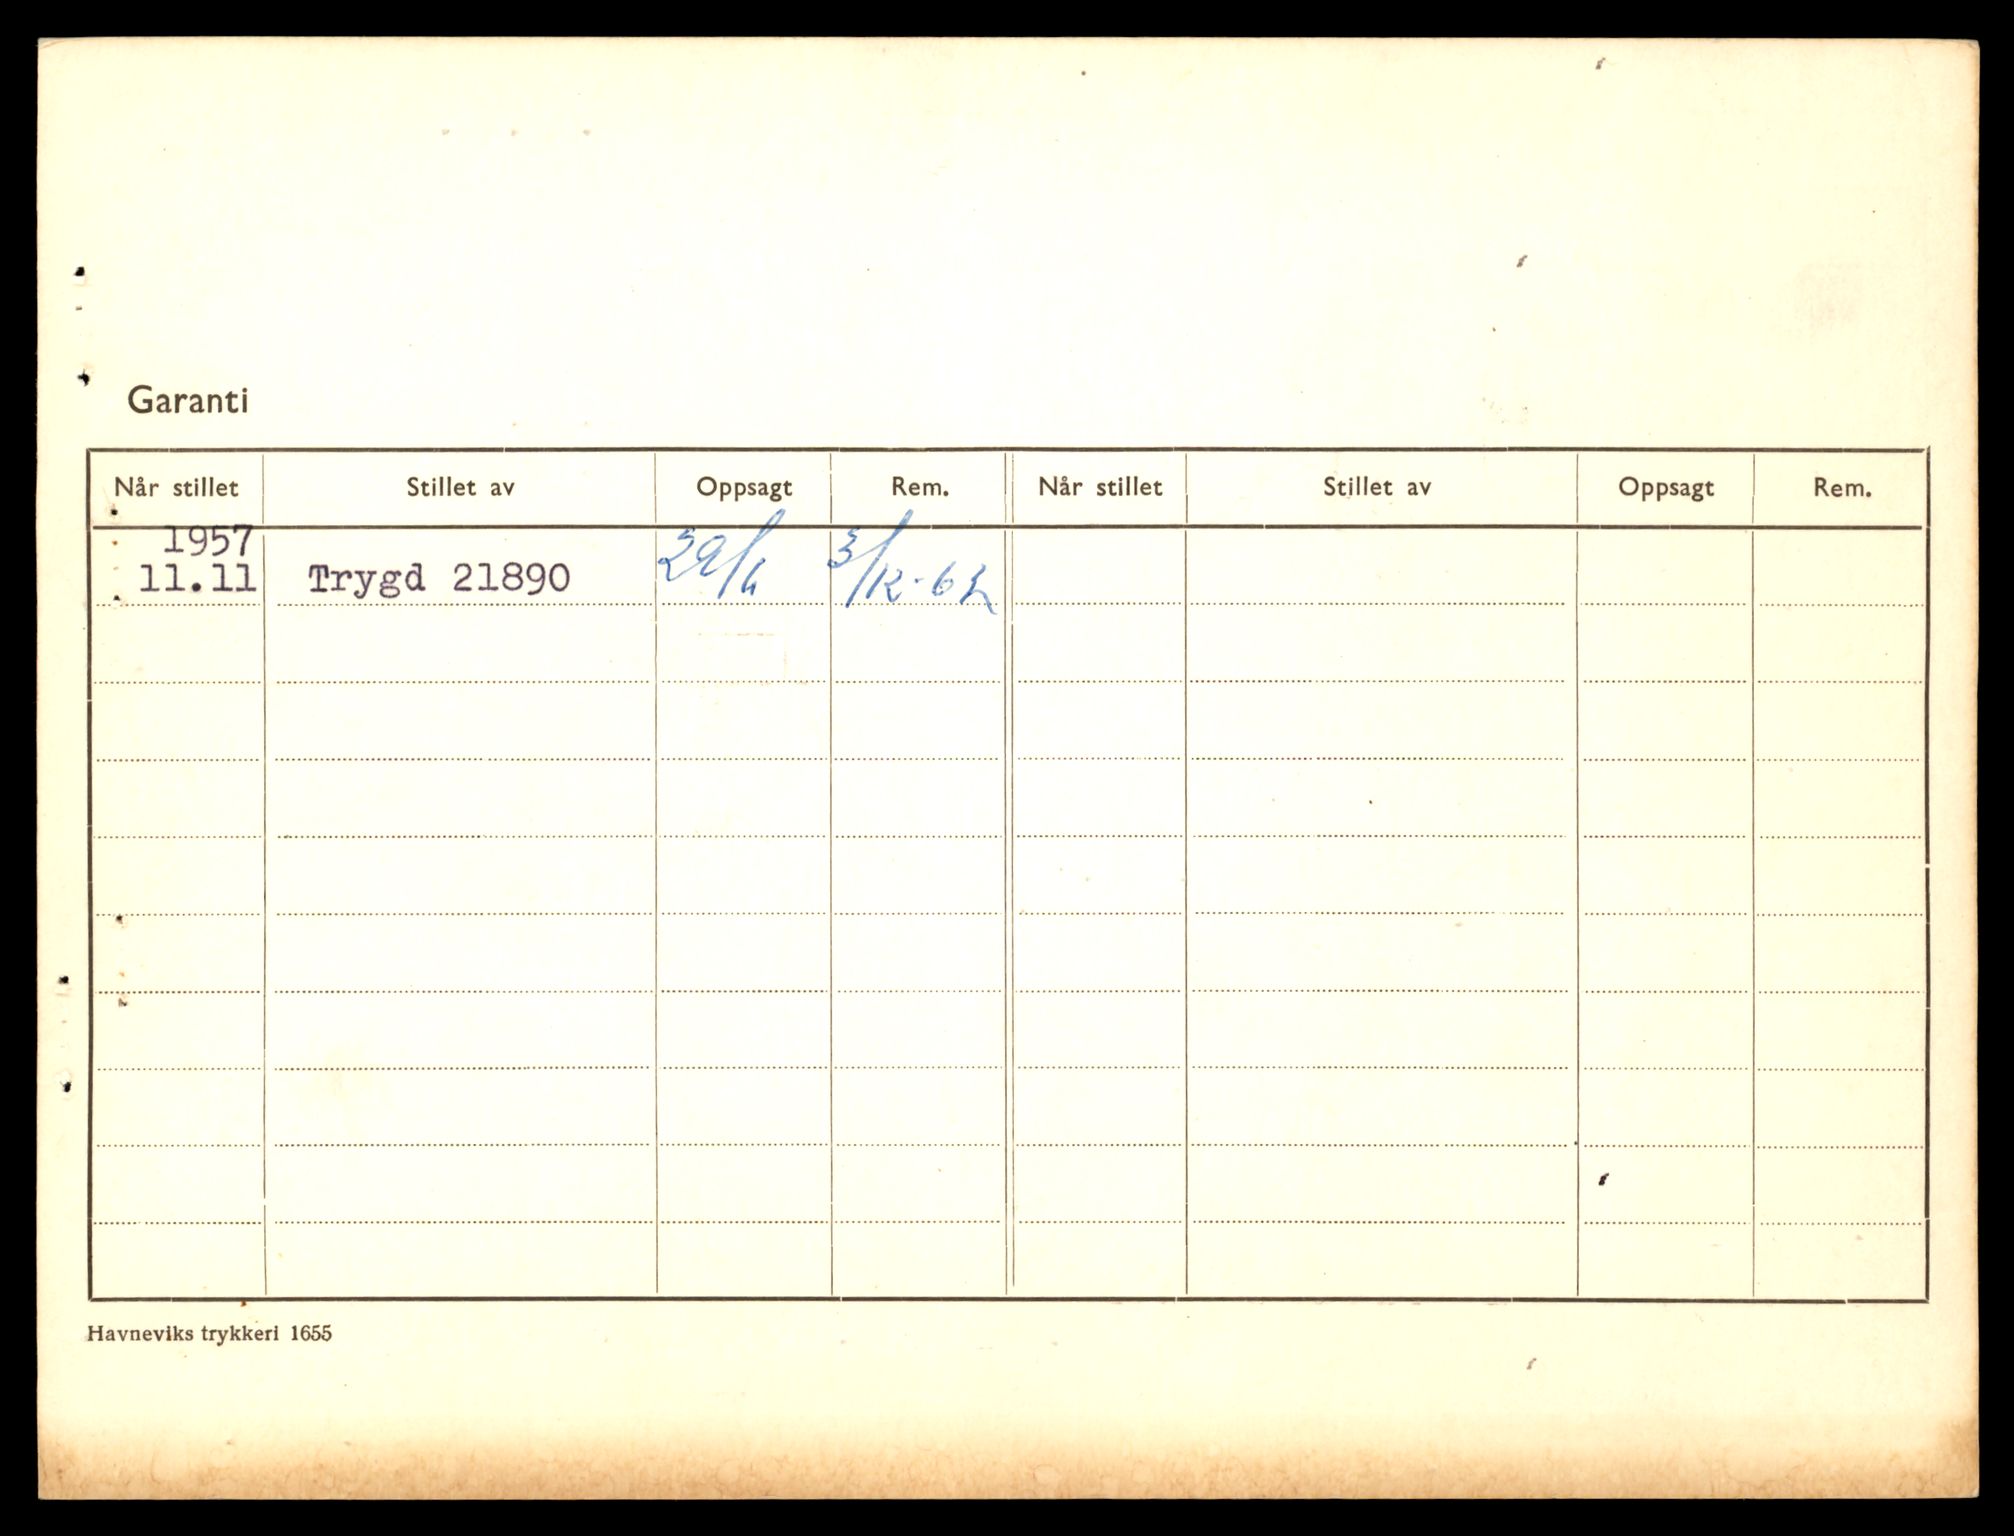 Garanti
Når stillet Stillet av Oppsagt Rem. Når stillet Stillet av Oppsagt Rem.
1957
11.11 Trygd 21890 29/ 3/12-62
Havneviks trykkeri 1655